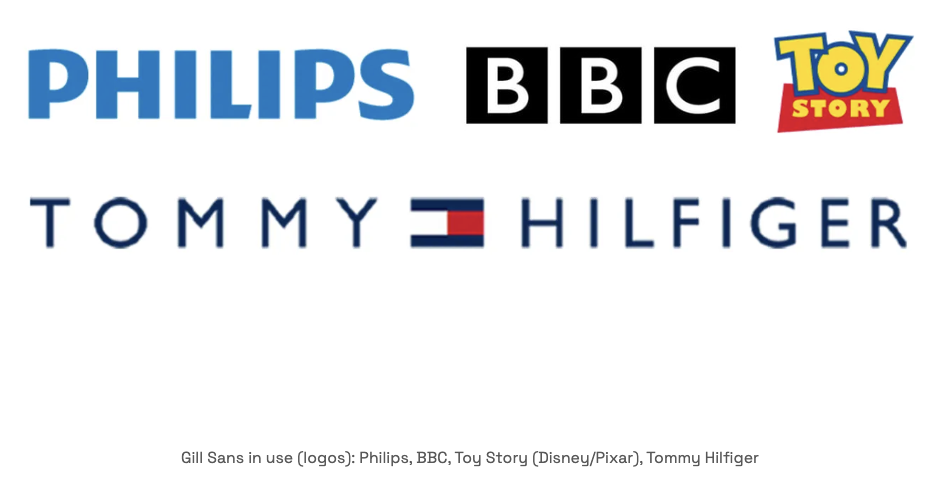 PHILIPS BBC TOY STORY
TOMMY HILFIGER
Gill Sans in use (logos): Philips, BBC, Toy Story (Disney/Pixar), Tommy Hilfiger